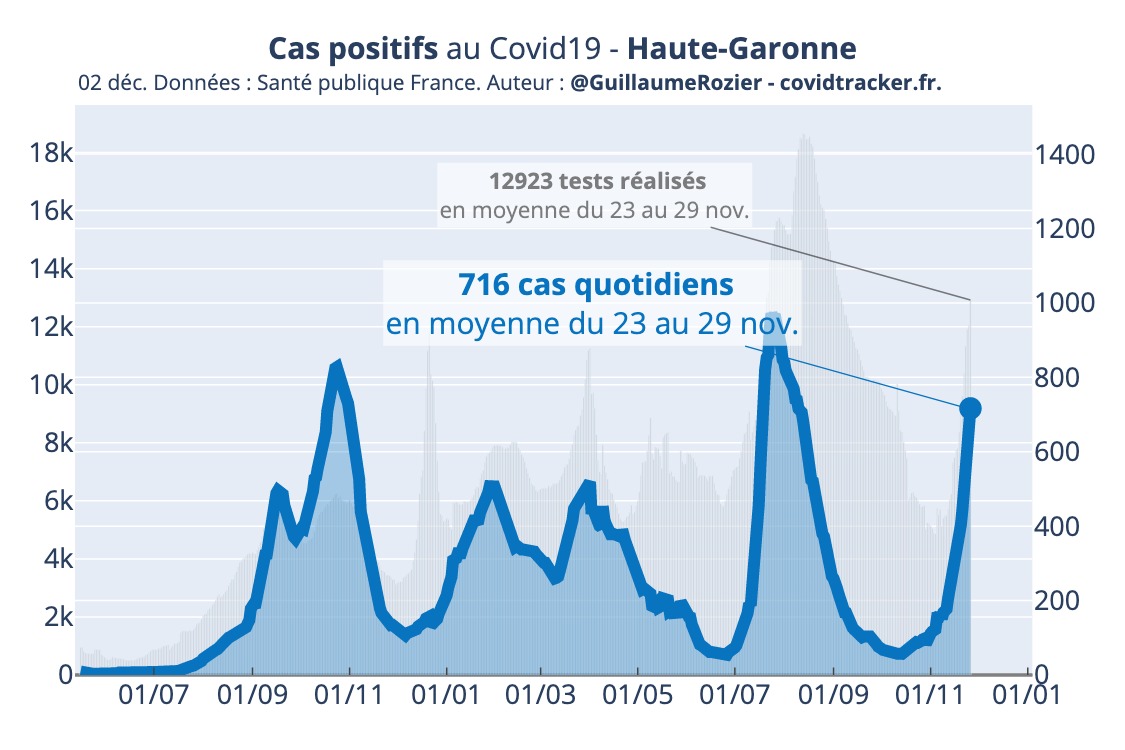 Cas positifs au Covid19 - Haute-Garonne
02 déc. Données : Santé publique France. Auteur : @GuillaumeRozier - covidtracker.fr.
18k
16k
14k
12k
10k
8k
6k
4k
2k
0
12923 tests réalisés
en moyenne du 23 au 29 nov.
716 cas quotidiens
en moyenne du 23 au 29 nov.
1400
1200
1000
800
600
400
200
0
01/07 01/09 01/11 01/01 01/03 01/05 01/07 01/09 01/11 01/01